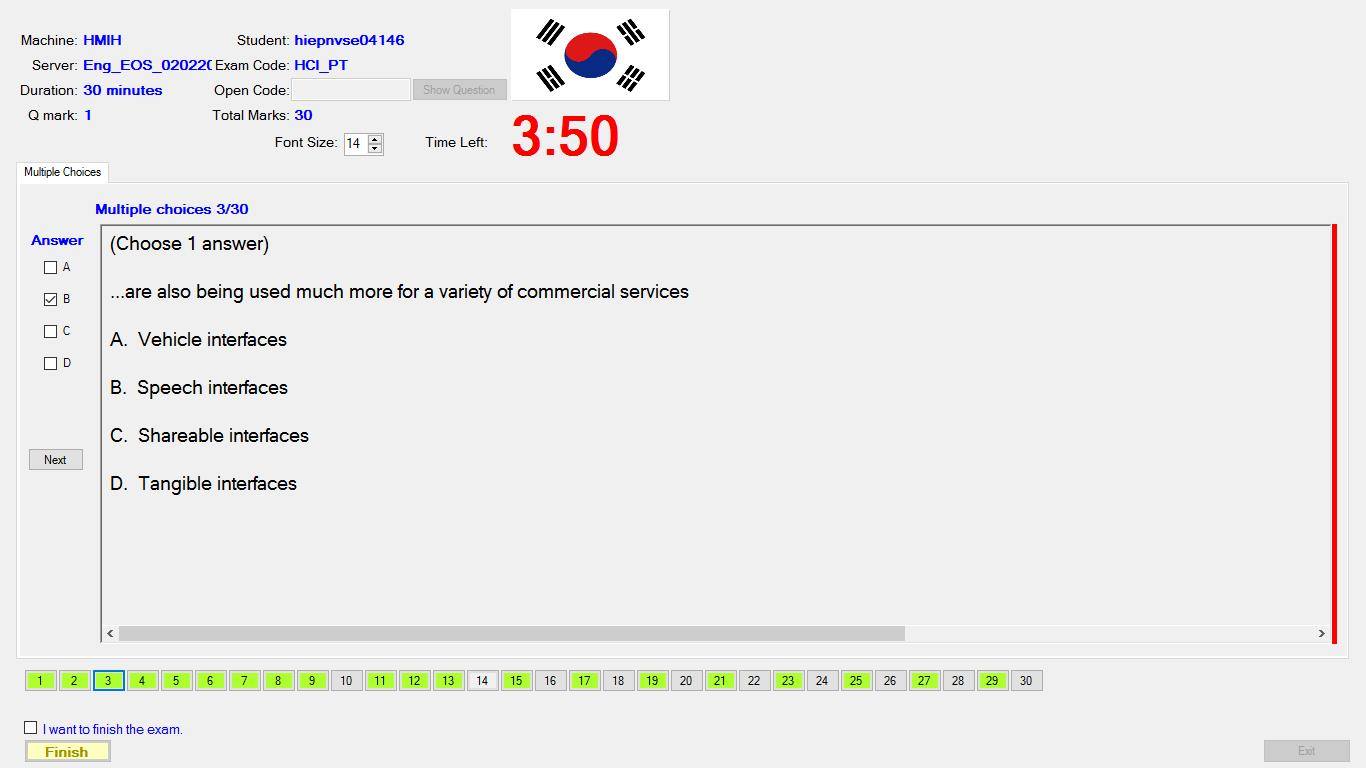 Machine: HMIH Student: hiepnvse04146
Server: Eng_EOS_020220 Exam Code: HCI_PT
Duration: 30 minutes Open Code: Show Question
Q mark: 1 Total Marks: 30
Font Size: 14 Time Left: 3:50
Multiple Choices
Multiple choices 3/30
Answer
(Choose 1 answer)
A
...are also being used much more for a variety of commercial services
B
C
A. Vehicle interfaces
D
B. Speech interfaces
C. Shareable interfaces
Next
D. Tangible interfaces
1 2 3 4 5 6 7 8 9 10 11 12 13 14 15 16 17 18 19 20 21 22 23 24 25 26 27 28 29 30
I want to finish the exam.
Finish Exit